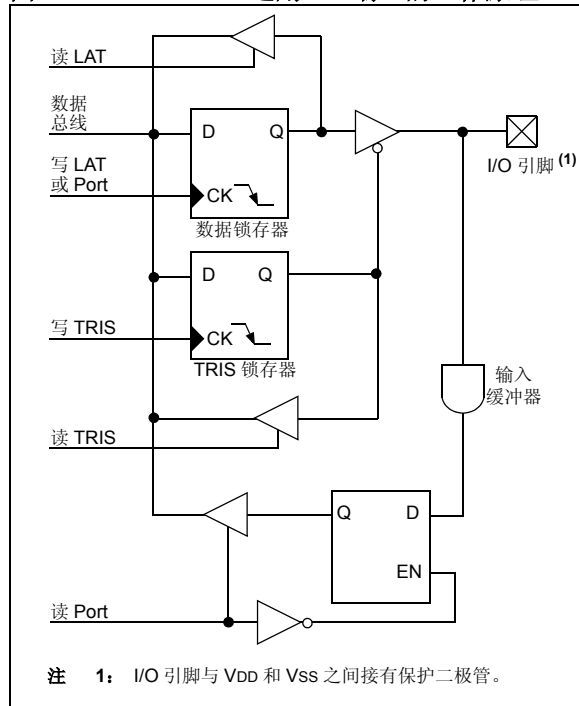 读 LAT
数据
总线
D Q
写 LAT
或 Port
CK
数据锁存器
I/O 引脚 (1)
D Q
写 TRIS
CK
TRIS 锁存器
输入
缓冲器
读 TRIS
Q D
EN
读 Port
注 1： I/O 引脚与 VDD 和 VSS 之间接有保护二极管。